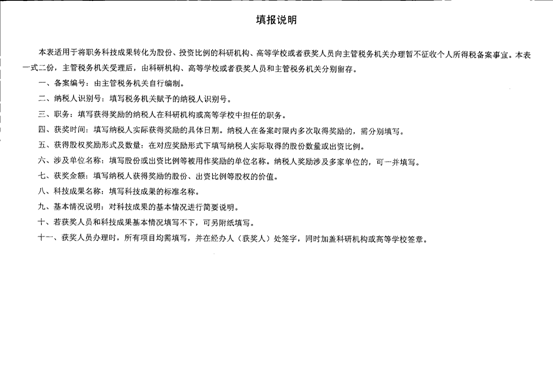 填报说明
本表适用于将职务科技成果转化为股份、投资比例的科研机构、高等学校或者获奖人员向主管税务机关办理暂不征收个人所得税备案事宜。本表
一式二份，主管税务机关受理后，由科研机构、高等学校或者获奖人员和主管税务机关分别留存。
一、备案编号：由主管税务机关自行编制。
二、纳税人识别号：填写税务机关赋予的纳税人识别号。
三、职务：填写获得奖励的纳税人在科研机构或高等学校中担任的职务。
四、获奖时间：填写纳税人实际获得奖励的具体日期。纳税人在备案时限内多次取得奖励的，需分别填写。
五、获得股权奖励形式及数量：在对应奖励形式下填写纳税人实际取得的股份数量或出资比例。
六、涉及单位名称：填写股份或出资比例等被用作奖励的单位名称。纳税人奖励涉及多家单位的，可一并填写。
七、获奖金额：填写纳税人获得奖励的股份、出资比例等股权的价值。
八、科技成果名称：填写科技成果的标准名称。
九、基本情况说明：对科技成果的基本情况进行简要说明。
十、若获奖人员和科技成果基本情况填写不下，可另附纸填写。
十一、获奖人员办理时，所有项目均需填写，并在经办人（获奖人）处签字，同时加盖科研机构或高等学校签章。